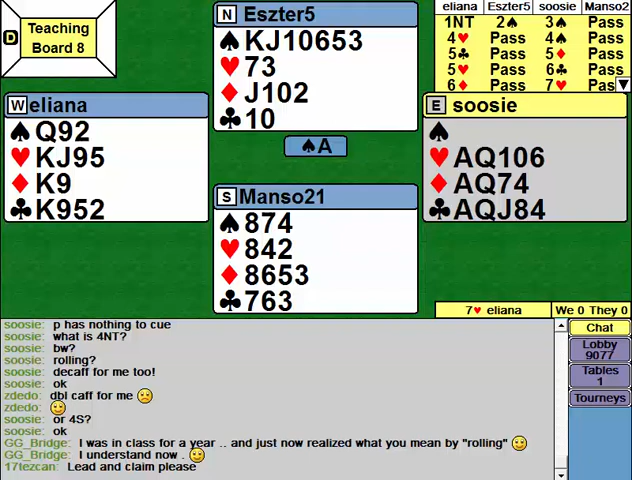 D Teaching
Board 8
N Eszter5
♠KJ10653
♥73
♦J102
♣10
eliana Eszter5 soosie Manso2
1NT 2♠ 3♠ Pass
4♥ Pass 4♠ Pass
5♣ Pass 5♦ Pass
5♥ Pass 6♣ Pass
6♦ Pass 7♥ Pas
W eliana
♠Q92
♥KJ95
♦K9
♣K952
♠A
E soosie
♠
♥AQ106
♦AQ74
♣AQJ84
S Manso21
♠874
♥842
♦8653
♣763
7♥ eliana We 0 They 0
soosie: p has nothing to cue
soosie: what is 4NT?
soosie: bw?
soosie: rolling?
soosie: decaff for me too!
soosie: ok
zdedo: dbl caff for me
zdedo:
soosie: or 4S?
soosie: ok
GG_Bridge: I was in class for a year .. and just now realized what you mean by "rolling"
GG_Bridge: I understand now .
17tezcan: Lead and claim please
Chat
Lobby
9077
Tables
1
Tourneys